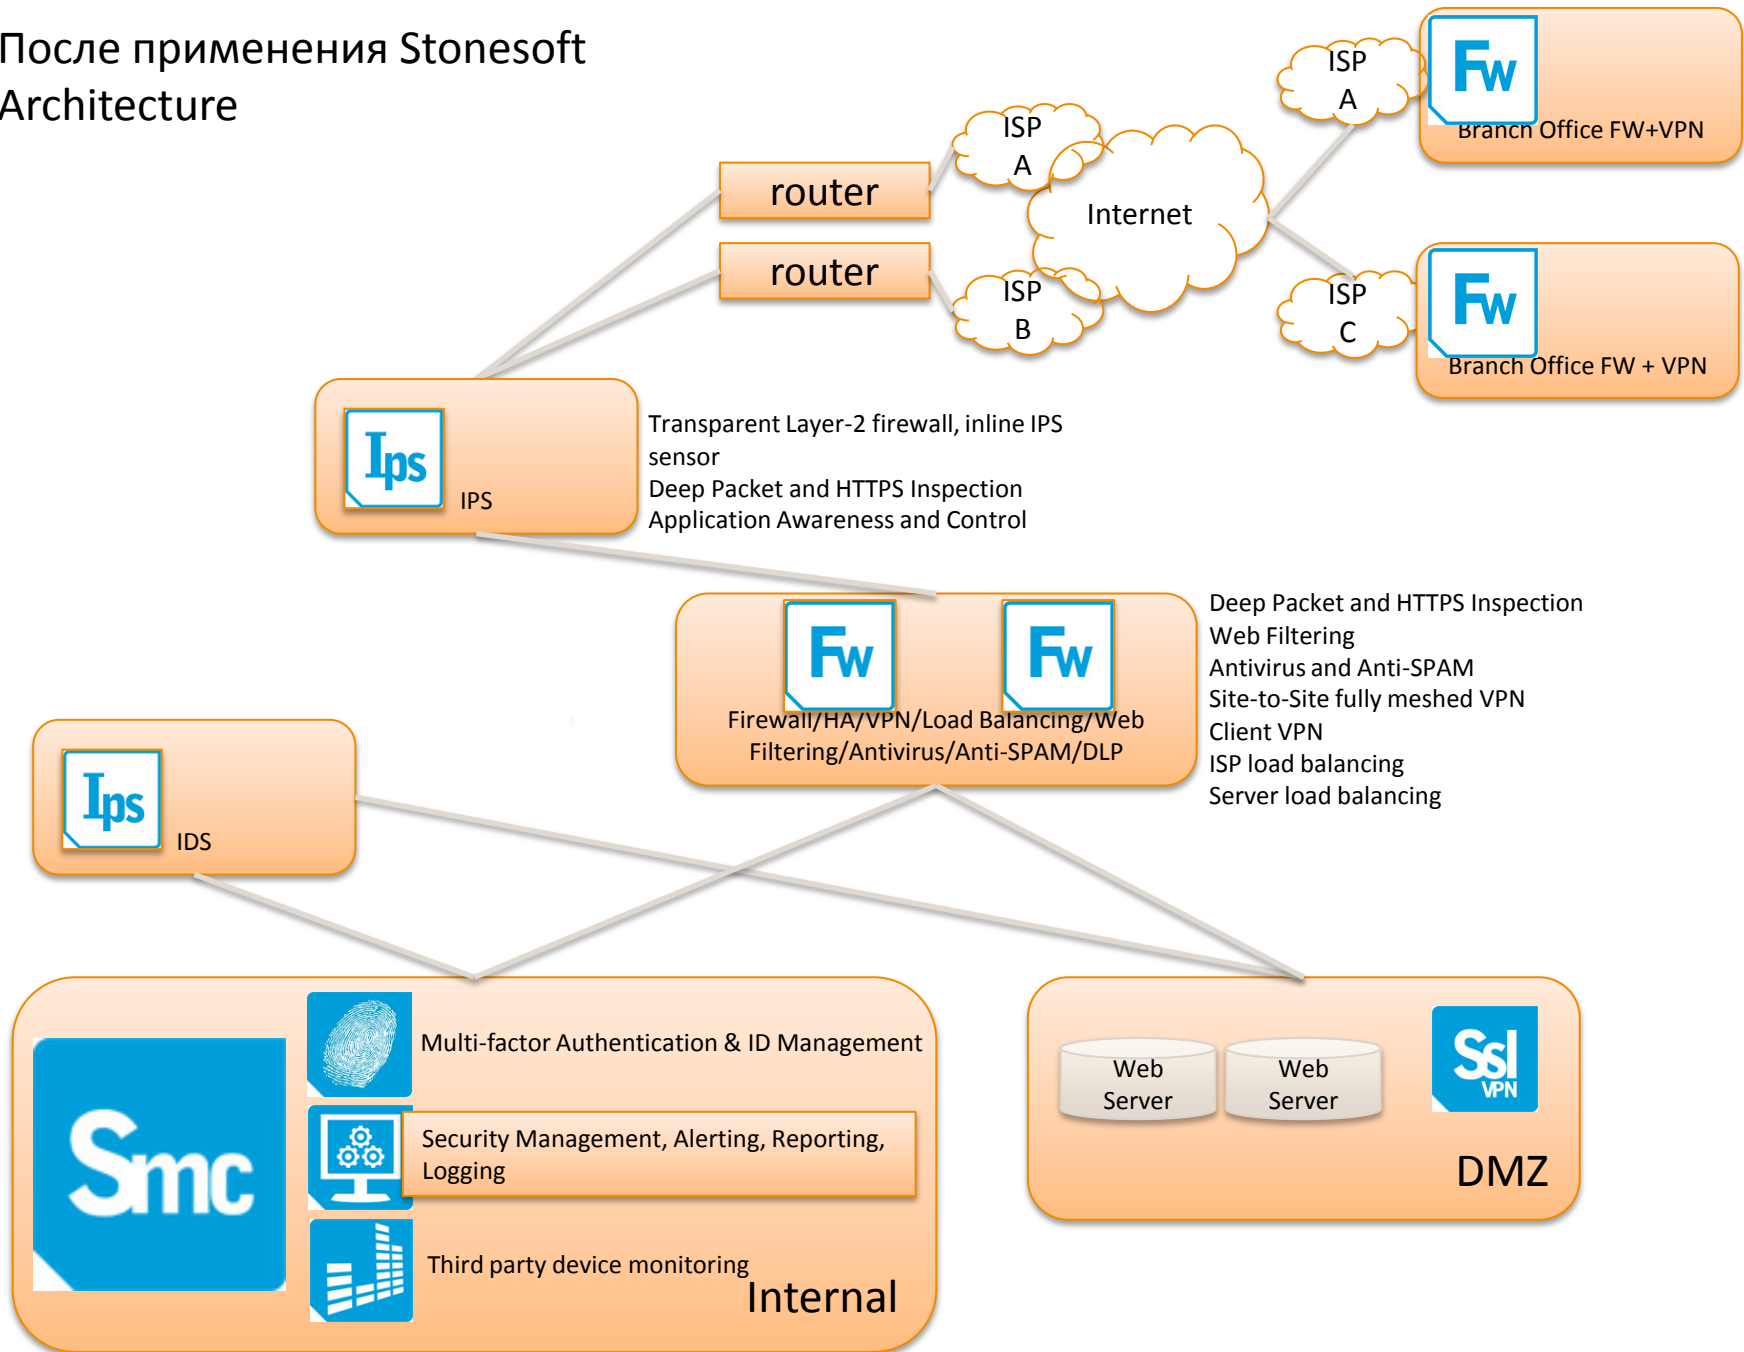 После применения Stonesoft
Architecture
ISP
A
Fw
Branch Office FW+VPN
ISP
A
router
Internet
router
ISP
B
ISP
C
Fw
Branch Office FW + VPN
Ips
IPS
Transparent Layer-2 firewall, inline IPS
sensor
Deep Packet and HTTPS Inspection
Application Awareness and Control
Fw
Fw
Firewall/HA/VPN/Load Balancing/Web
Filtering/Antivirus/Anti-SPAM/DLP
Deep Packet and HTTPS Inspection
Web Filtering
Antivirus and Anti-SPAM
Site-to-Site fully meshed VPN
Client VPN
ISP load balancing
Server load balancing
Ips
IDS
Smc
Multi-factor Authentication & ID Management
Security Management, Alerting, Reporting,
Logging
Third party device monitoring
Internal
Web
Server
Web
Server
Ssl
VPN
DMZ